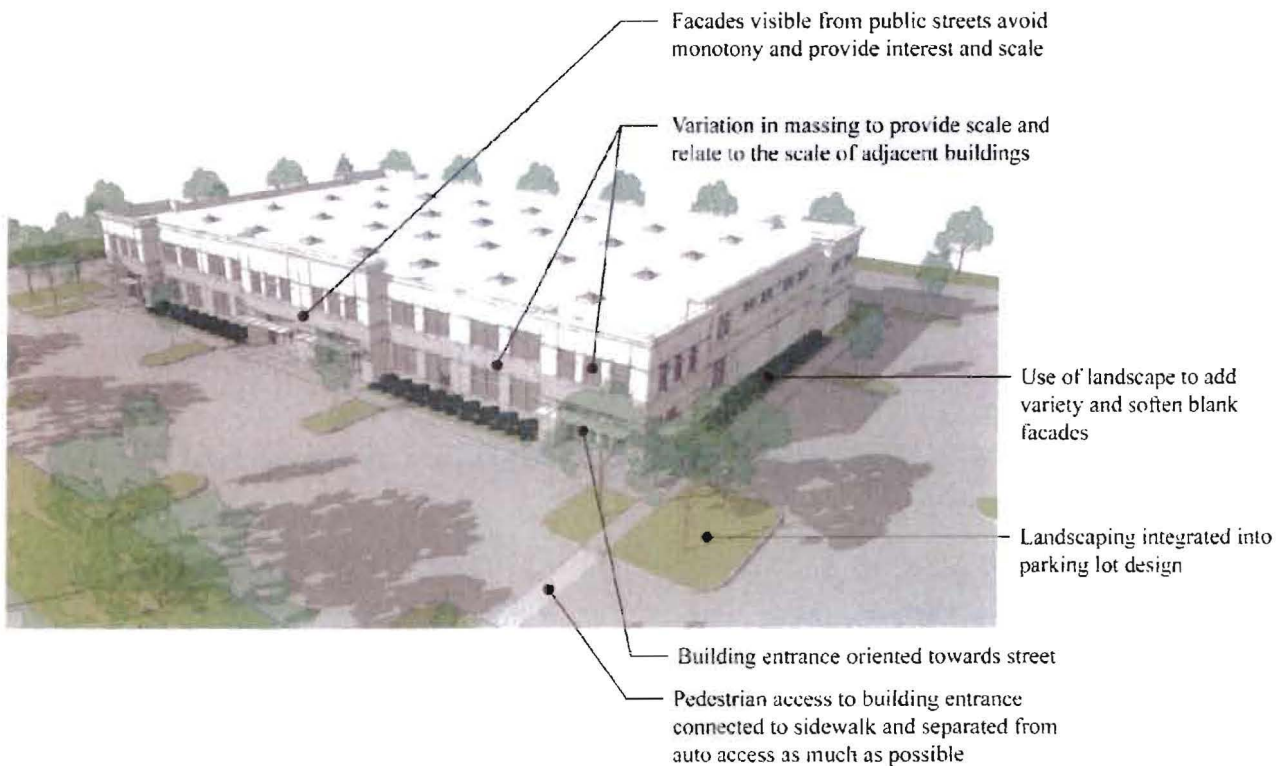 Facades visible from public streets avoid
monotony and provide interest and scale
Variation in massing to provide scale and
relate to the scale of adjacent buildings
Use of landscape to add
variety and soften blank
facades
Landscaping integrated into
parking lot design
Building entrance oriented towards street
Pedestrian access to building entrance
connected to sidewalk and separated from
auto access as much as possible